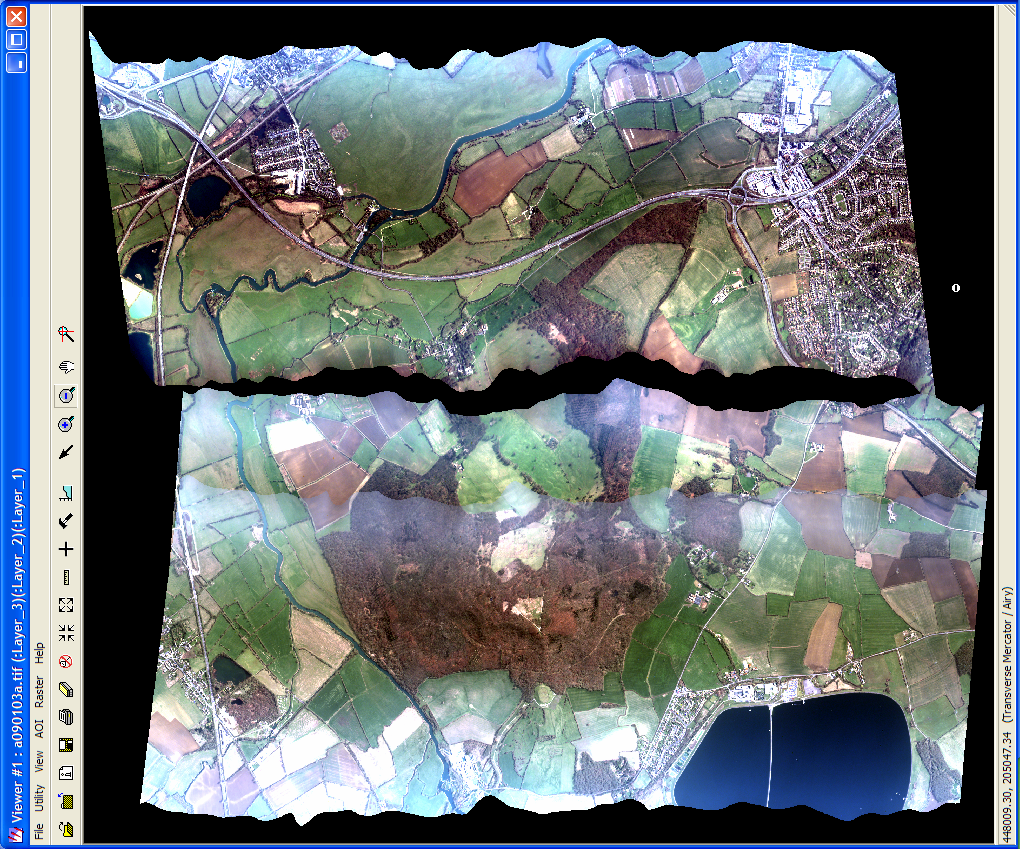 Viewer #1 : a090103a.tif (:Layer_3)(:Layer_2)(:Layer_1)
File Utility View AOI Raster Help
448009.30, 205047.34 (Transverse Mercator / Airy)